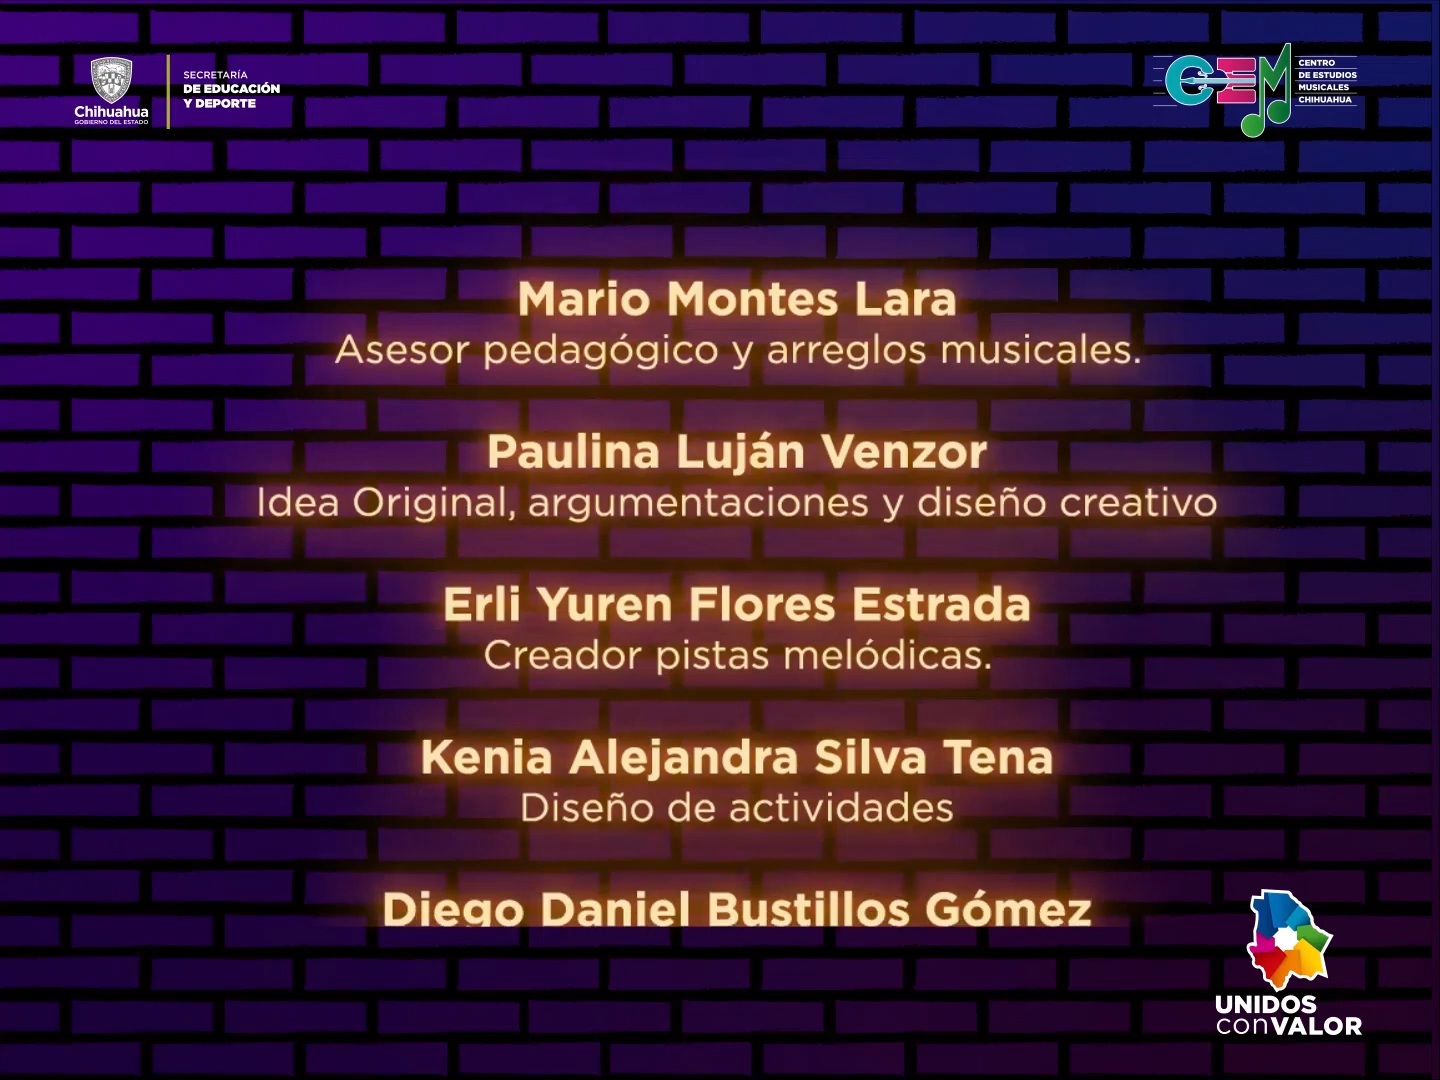 Chihuahua
GOBIERNO DEL ESTADO
SECRETARÍA
DE EDUCACIÓN
Y DEPORTE
CEM
CENTRO
DE ESTUDIOS
MUSICALES
CHIHUAHUA
Mario Montes Lara
Asesor pedagógico y arreglos musicales.
Paulina Luján Venzor
Idea Original, argumentaciones y diseño creativo
Erli Yuren Flores Estrada
Creador pistas melódicas.
Kenia Alejandra Silva Tena
Diseño de actividades
Diego Daniel Bustillos Gómez
UNIDOS
conVALOR